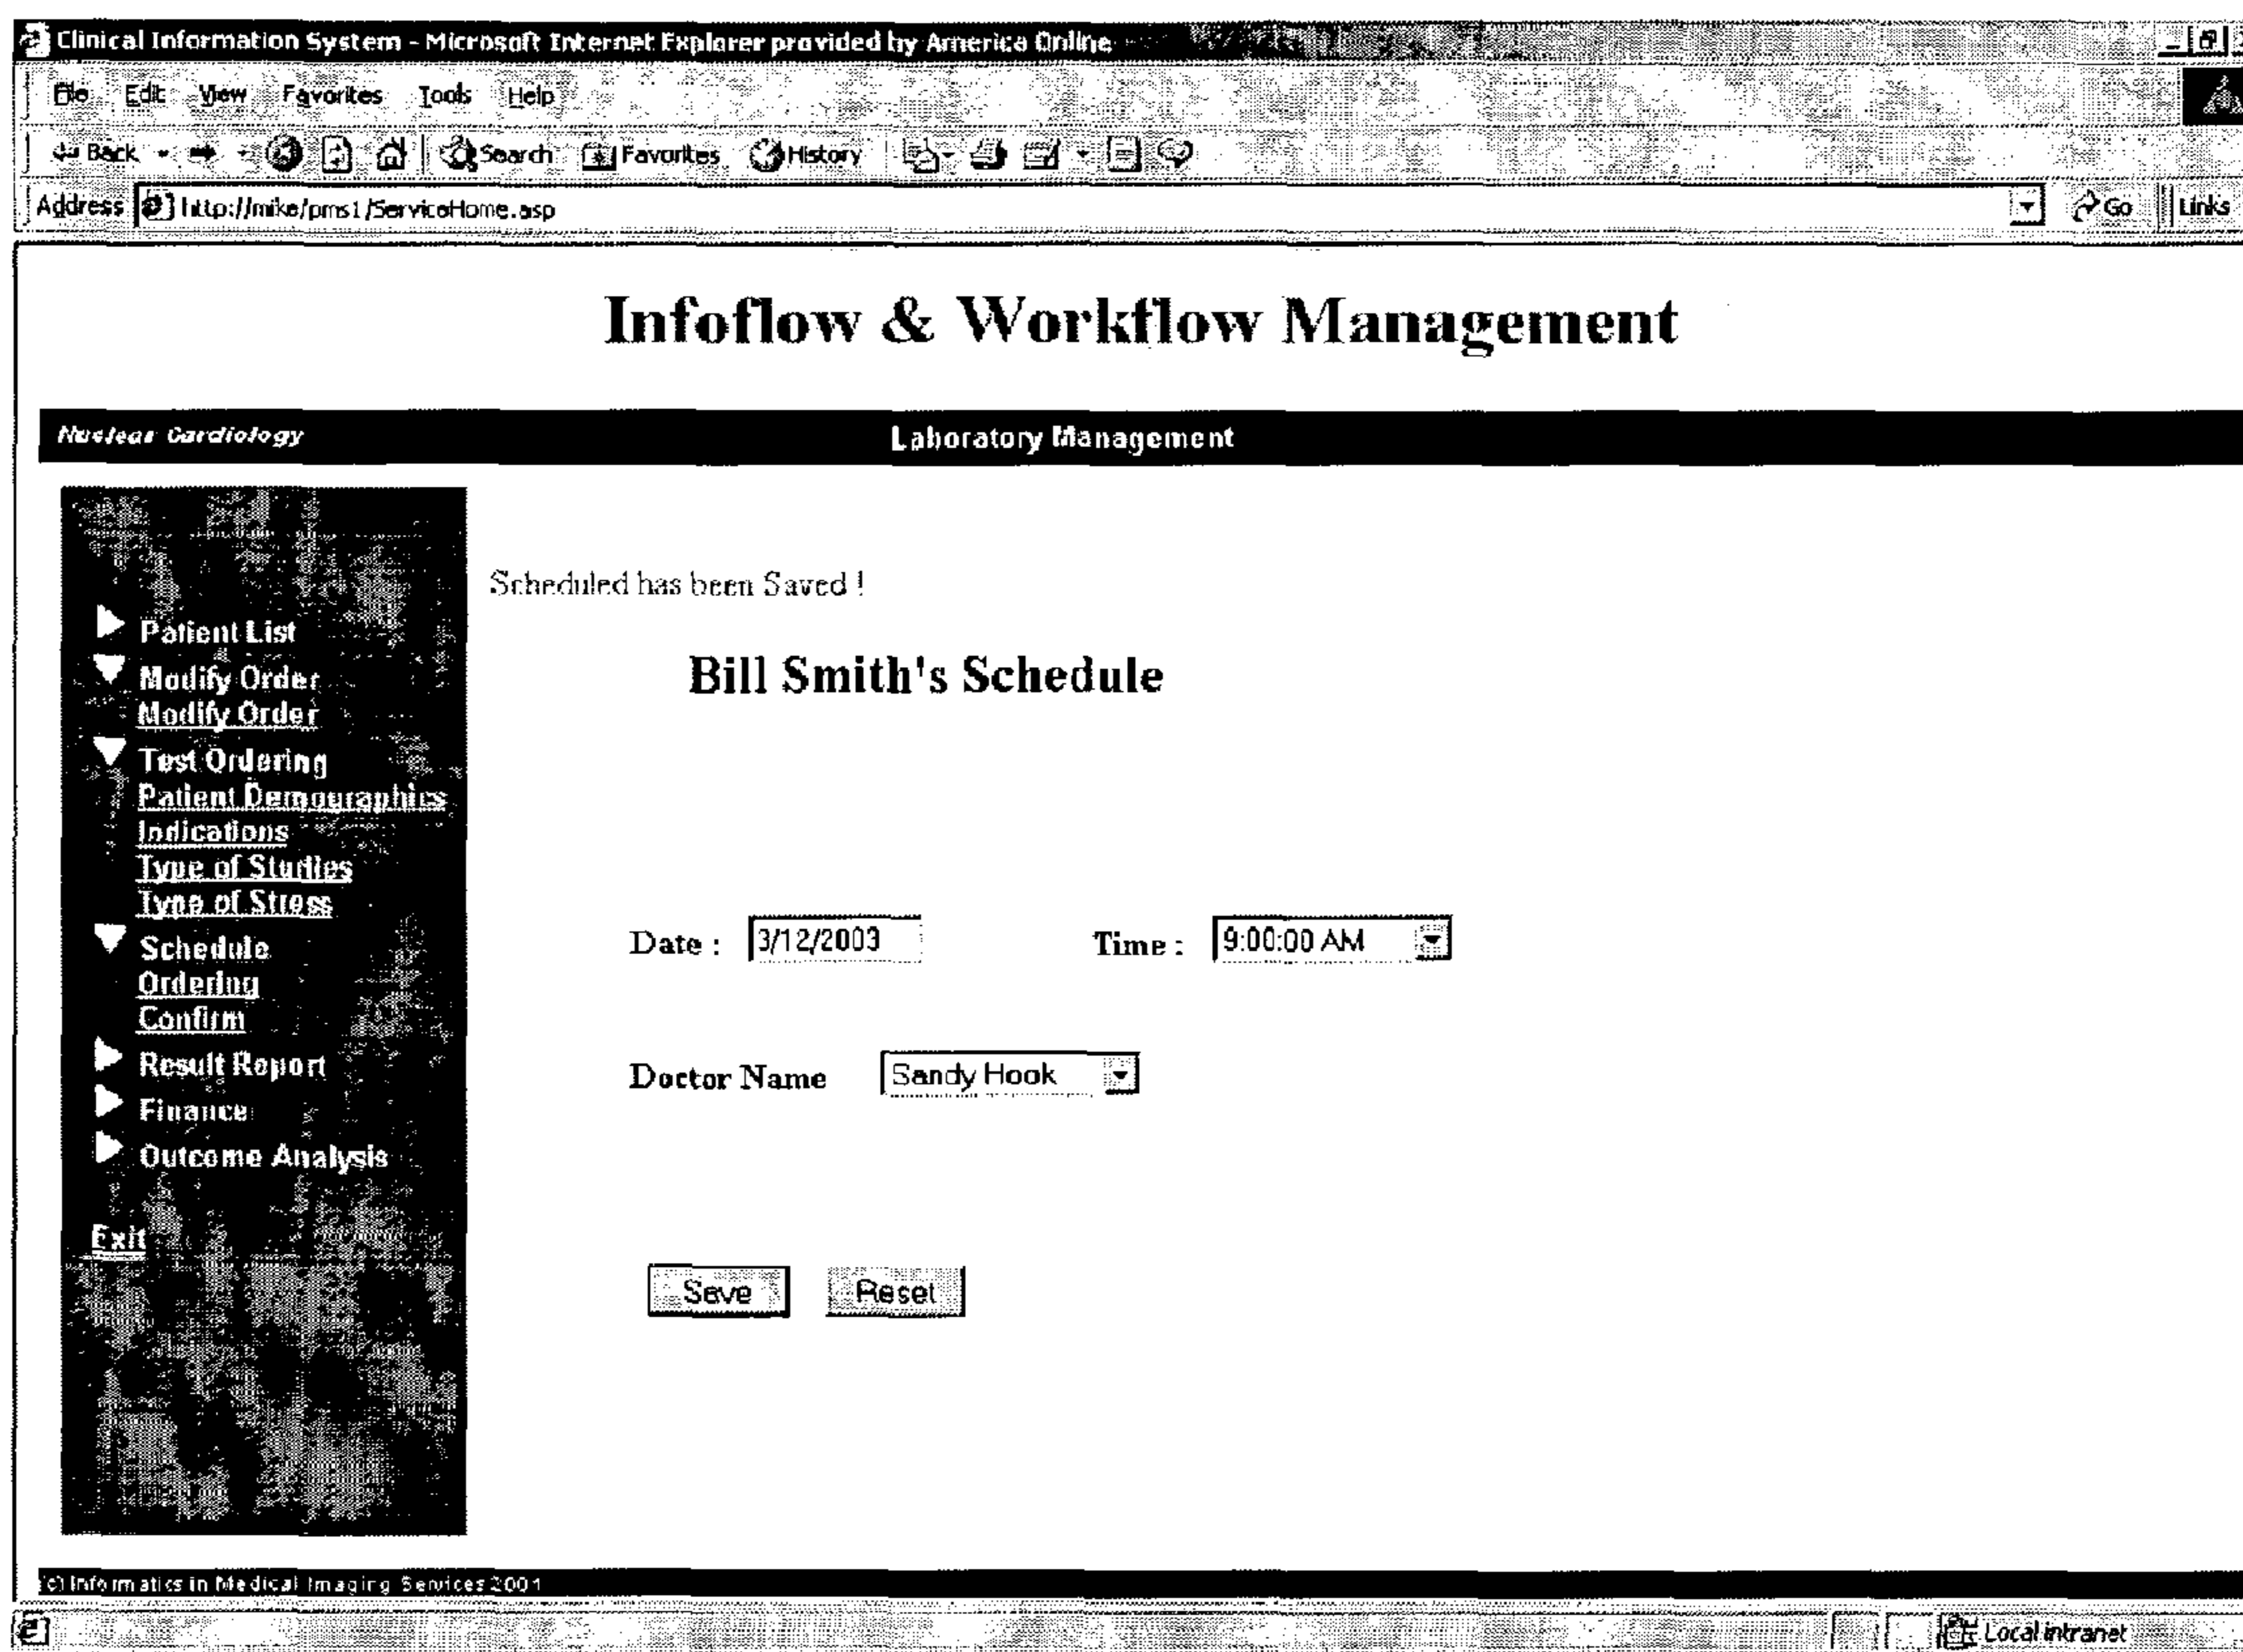 Clinical Information System - Microsoft Internet Explorer provided by America Online
File Edit View Favorites Tools Help
Back Search Favorites History
Address http://mike/pms1/ServiceHome.asp Go Links
Infoflow & Workflow Management
Nuclear Cardiology Laboratory Management
Scheduled has been Saved !
Patient List
Bill Smith's Schedule
Modify Order
Modify Order
Test Ordering
Patient Demographics
Indications
Type of Studies
Type of Stress
Schedule
Date : 3/12/2003 Time : 9:00:00 AM
Ordering
Confirm
Result Report
Doctor Name Sandy Hook
Finance
Outcome Analysis
Exit
Save Reset
(c) Informatics in Medical Imaging Services 2001
Local intranet